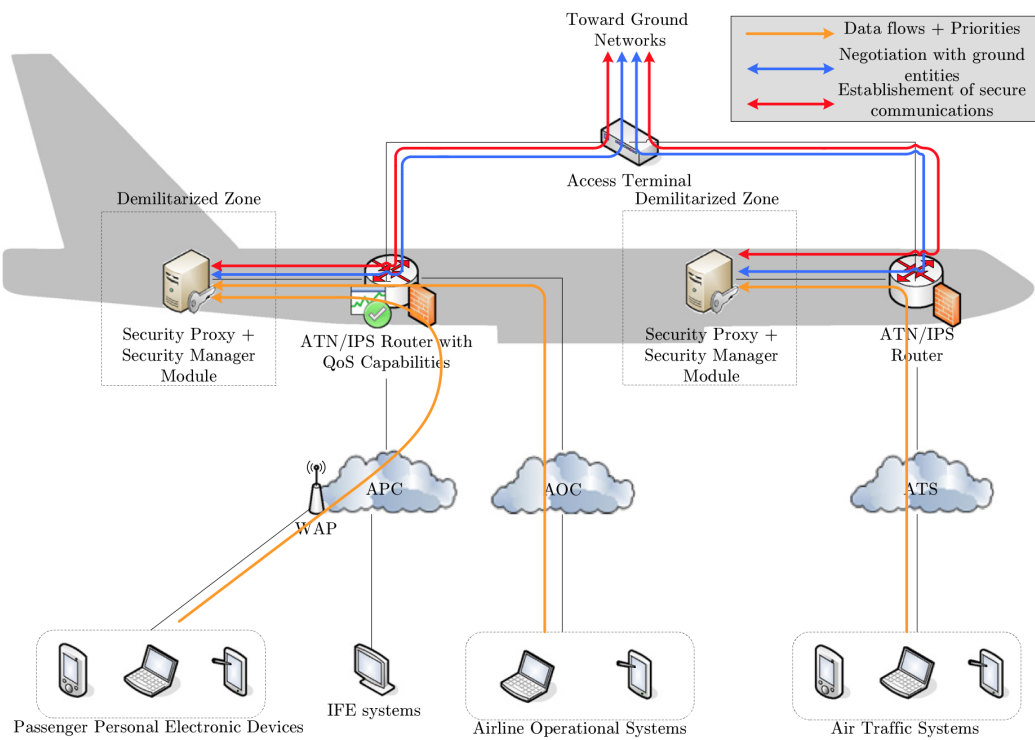 Toward Ground
Networks
Data flows + Priorities
Negotiation with ground
entities
Establishement of secure
communications
Access Terminal
Demilitarized Zone
Demilitarized Zone
Security Proxy +
Security Manager
Module
ATN/IPS Router with
QoS Capabilities
Security Proxy +
Security Manager
Module
ATN/IPS
Router
APC
AOC
ATS
WAP
Passenger Personal Electronic Devices
IFE systems
Airline Operational Systems
Air Traffic Systems